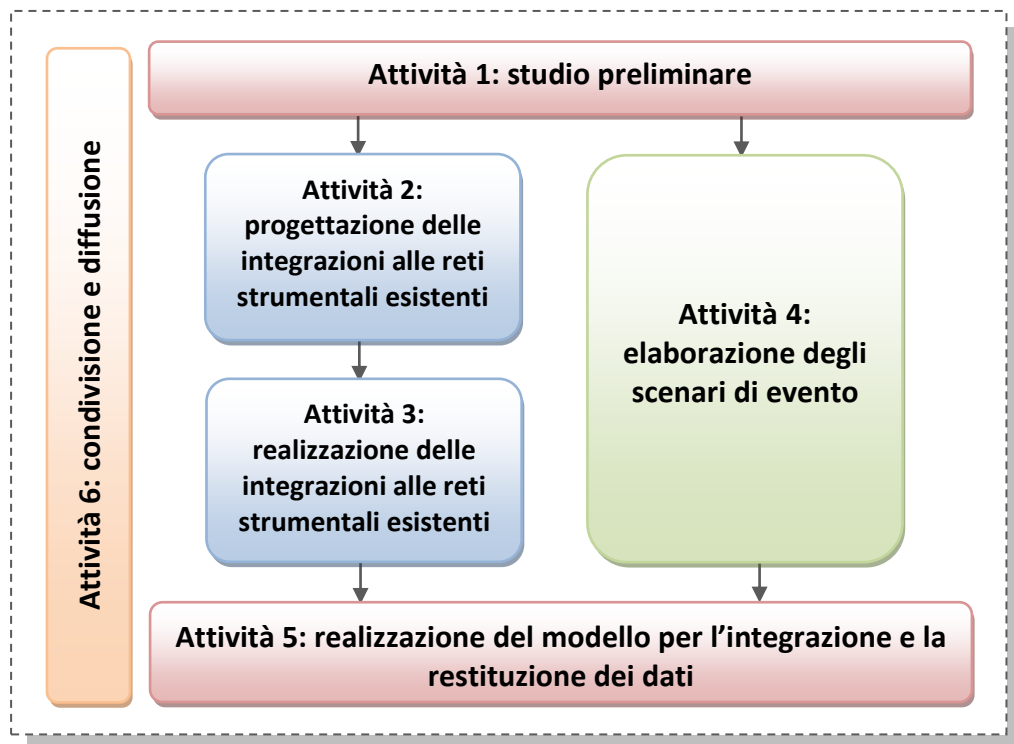 Attività 6: condivisione e diffusione
Attività 1: studio preliminare
Attività 2:
progettazione delle
integrazioni alle reti
strumentali esistenti
Attività 3:
realizzazione delle
integrazioni alle reti
strumentali esistenti
Attività 4:
elaborazione degli
scenari di evento
Attività 5: realizzazione del modello per l’integrazione e la
restituzione dei dati